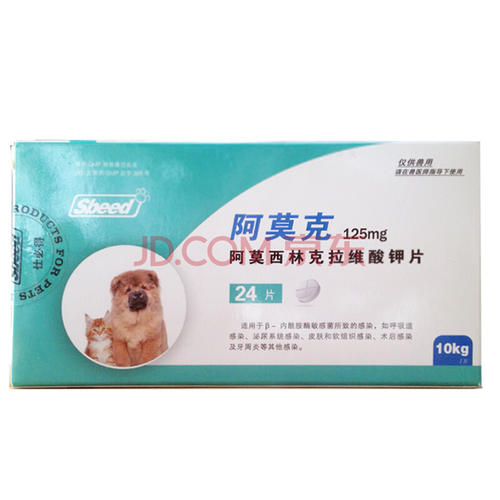 仅供兽用
请在兽医师指导下使用
Sbeed
PRODUCTS FOR PETS
仕必得
阿莫克 125mg
JD.COM 京东
阿莫西林克拉维酸钾片
24片
适用于β-内酰胺酶敏感菌所致的感染，如呼吸道
感染、泌尿系统感染、皮肤和软组织感染、术后感染
及牙周炎等其他感染。
10kg